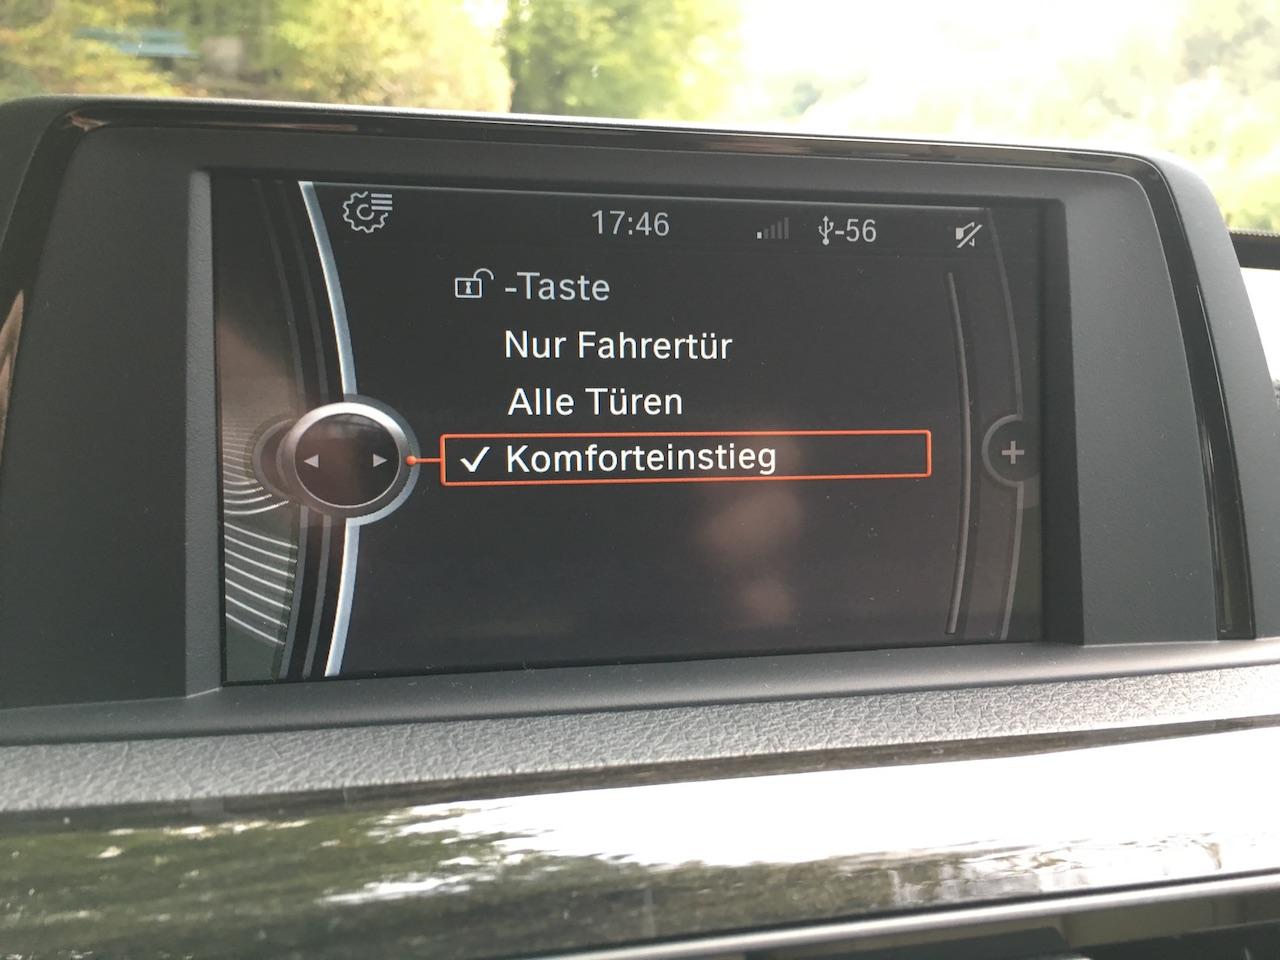 17:46 -56
-Taste
Nur Fahrertür
Alle Türen
Komforteinstieg